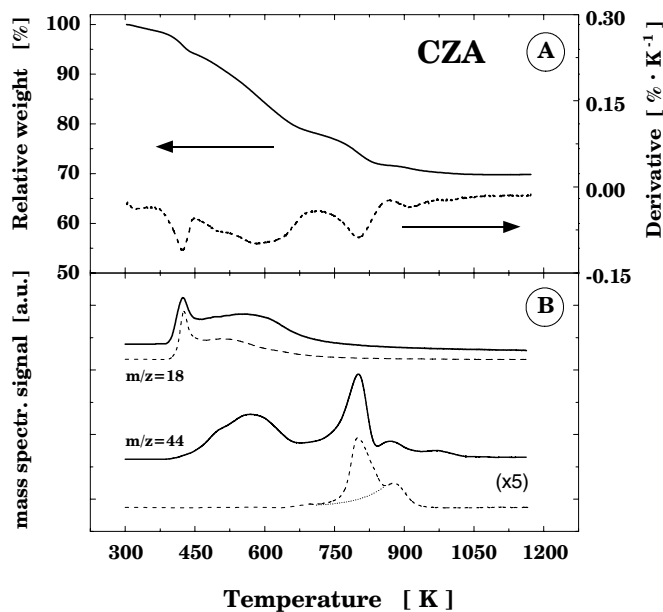 100
90
80
70
60
50
Relative weight [%]
CZA
A
0.30
0.15
0.00
-0.15
Derivative [ % · K-1 ]
mass spectr. signal [a.u.]
B
m/z=18
m/z=44
(x5)
300 450 600 750 900 1050 1200
Temperature [ K ]